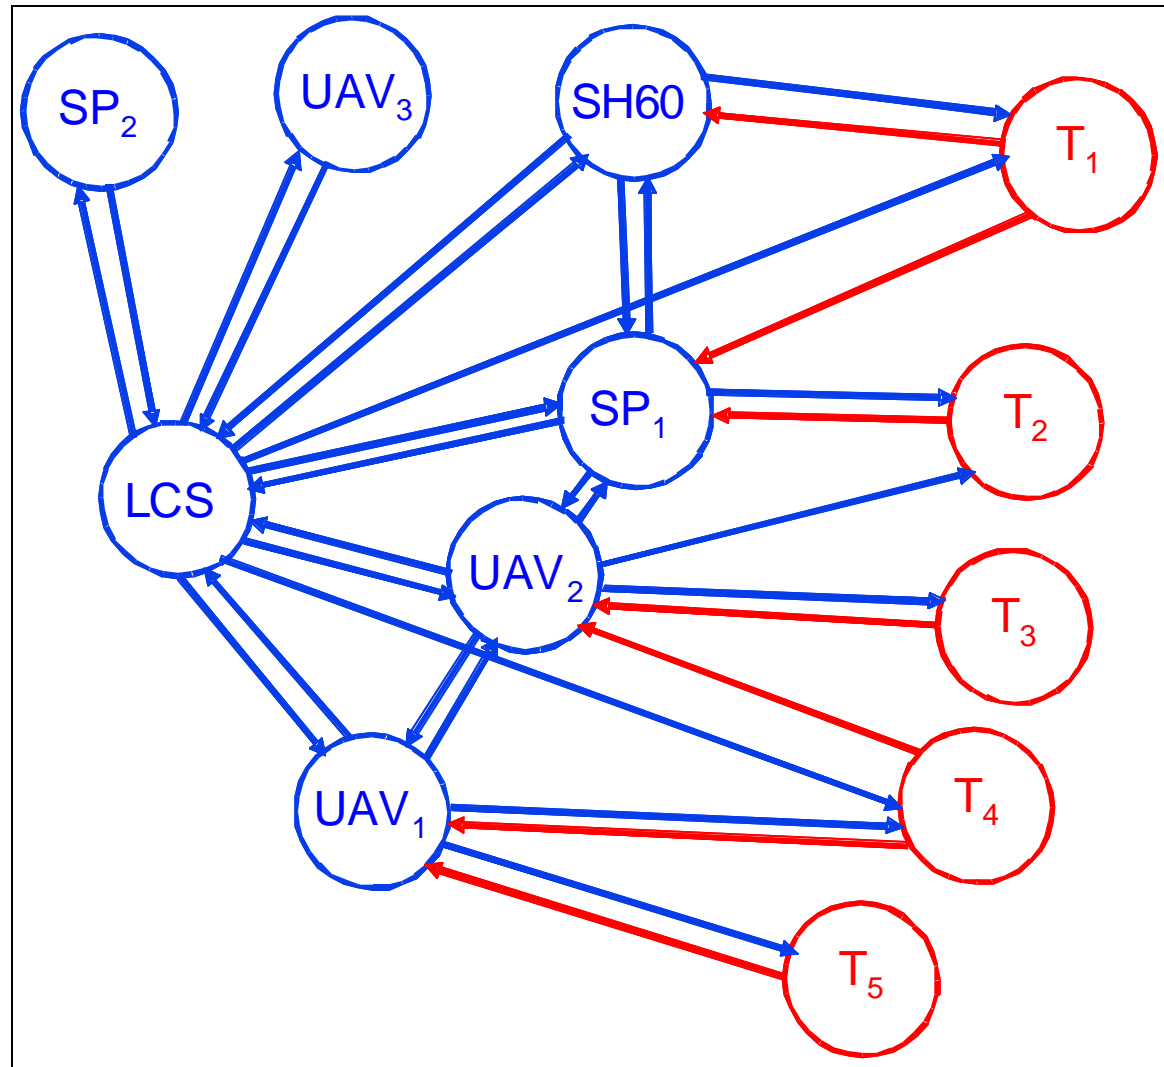 SP₂
UAV₃
SH60
T₁
SP₁
T₂
LCS
UAV₂
T₃
UAV₁
T₄
T₅